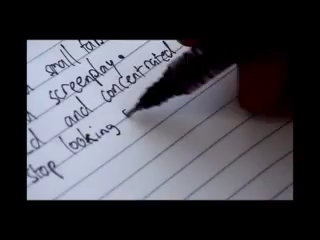 small
screenplay.
and concentrated
stop looking